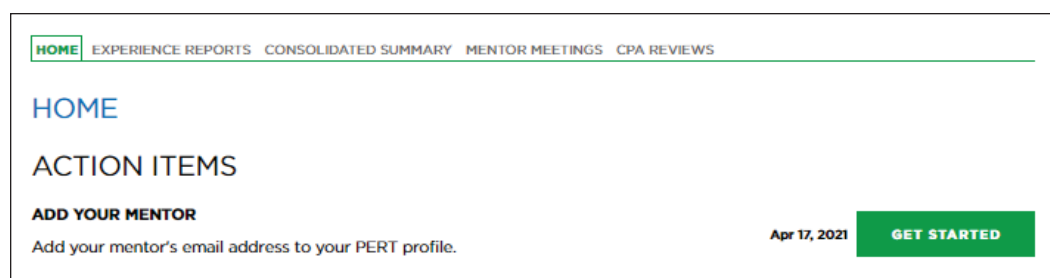 HOME EXPERIENCE REPORTS CONSOLIDATED SUMMARY MENTOR MEETINGS CPA REVIEWS
HOME
ACTION ITEMS
ADD YOUR MENTOR
Add your mentor's email address to your PERT profile.
Apr 17, 2021 GET STARTED